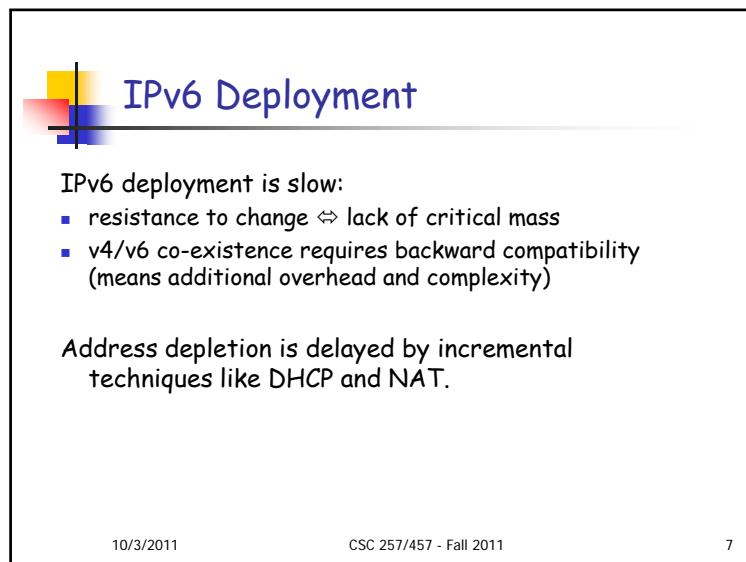 IPv6 Deployment
IPv6 deployment is slow:
▪ resistance to change ⇔ lack of critical mass
▪ v4/v6 co-existence requires backward compatibility
(means additional overhead and complexity)
Address depletion is delayed by incremental
techniques like DHCP and NAT.
10/3/2011 CSC 257/457 - Fall 2011 7